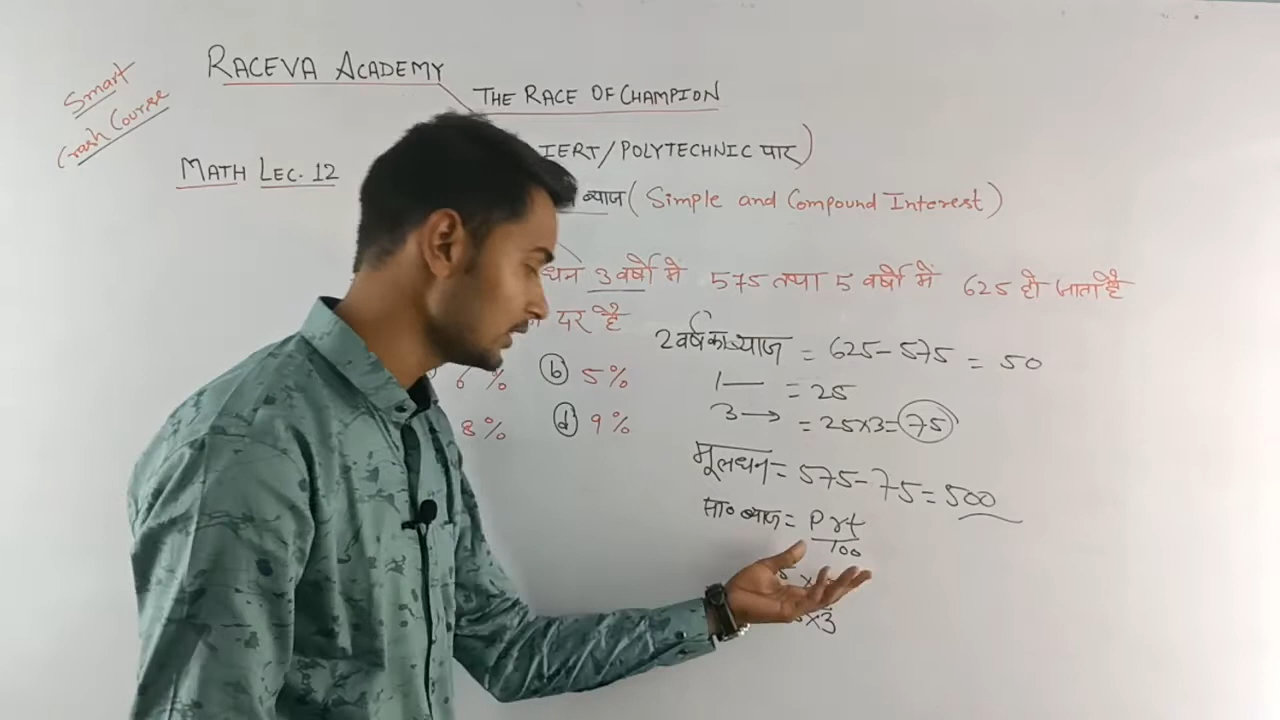 Smart
Crash Course
RACEVA ACADEMY
THE RACE OF CHAMPION
MATH LEC. 12
IERT/POLYTECHNIC पार)
ब्याज (Simple and Compound Interest)
धन 3 वर्षो में 575 तथा 5 वर्षो में 625 हो जाता है
दर है
6 %
(b) 5%
8%
(d) 9%
2 वर्ष का ब्याज = 625 - 575 = 50
1 — = 25
3 → = 25×3 = 75
मूलधन = 575 - 75 = 500
सा० ब्याज = Prt
100
×3